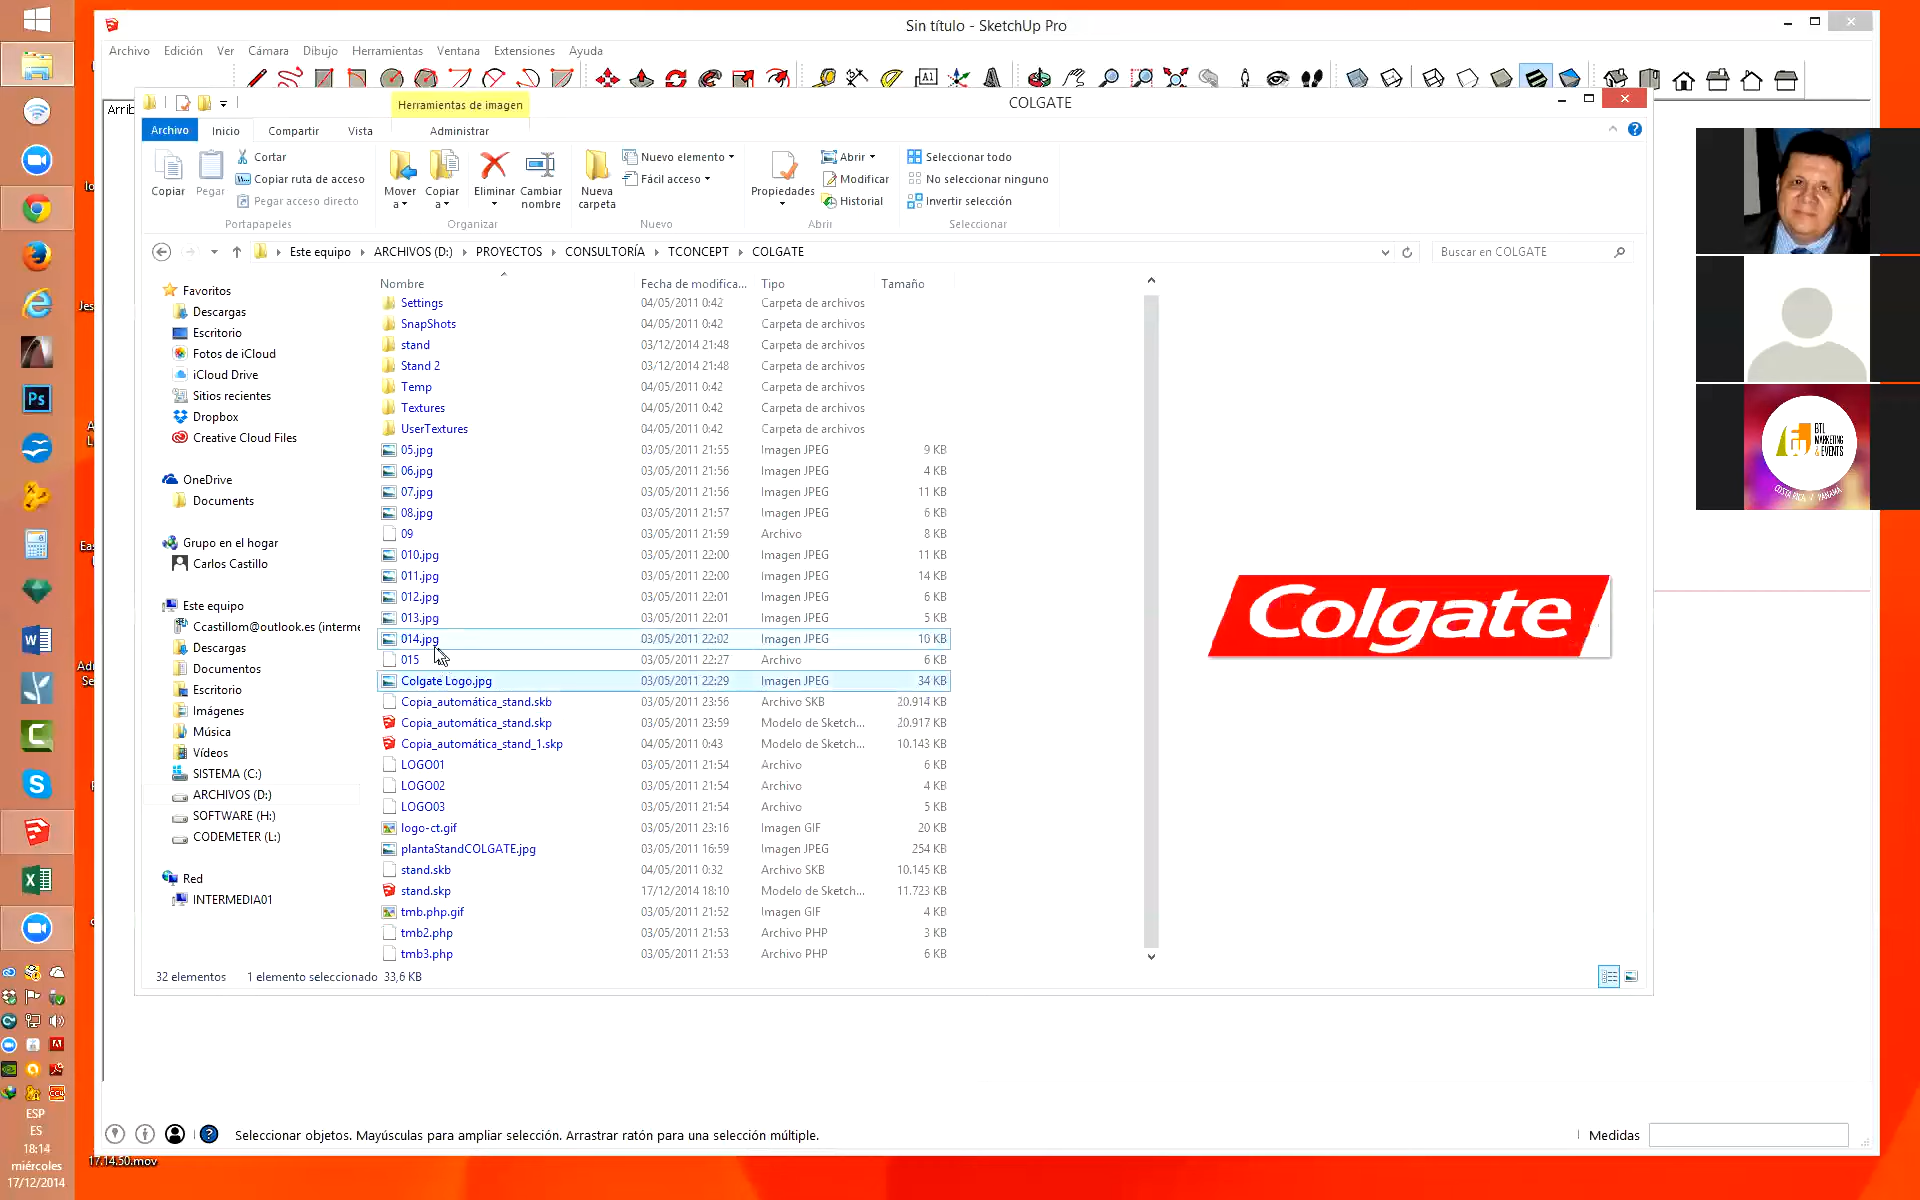 Sin título - SketchUp Pro
Archivo Edición Ver Cámara Dibujo Herramientas Ventana Extensiones Ayuda
Arrib
Herramientas de imagen
COLGATE
Archivo Inicio Compartir Vista Administrar
Copiar Pegar
Cortar
Copiar ruta de acceso
Pegar acceso directo
Portapapeles
Mover a
Copiar a
Eliminar
Cambiar nombre
Organizar
Nueva carpeta
Nuevo elemento
Fácil acceso
Nuevo
Propiedades
Abrir
Modificar
Historial
Abrir
Seleccionar todo
No seleccionar ninguno
Invertir selección
Seleccionar
Este equipo ARCHIVOS (D:) PROYECTOS CONSULTORÍA TCONCEPT COLGATE
Buscar en COLGATE
Favoritos
Descargas
Escritorio
Fotos de iCloud
iCloud Drive
Sitios recientes
Dropbox
Creative Cloud Files
OneDrive
Documents
Grupo en el hogar
Carlos Castillo
Este equipo
Ccastillom@outlook.es (interme
Descargas
Documentos
Escritorio
Imágenes
Música
Vídeos
SISTEMA (C:)
ARCHIVOS (D:)
SOFTWARE (H:)
CODEMETER (L:)
Red
INTERMEDIA01
Nombre Fecha de modifica... Tipo Tamaño
Settings 04/05/2011 0:42 Carpeta de archivos
SnapShots 04/05/2011 0:42 Carpeta de archivos
stand 03/12/2014 21:48 Carpeta de archivos
Stand 2 03/12/2014 21:48 Carpeta de archivos
Temp 04/05/2011 0:42 Carpeta de archivos
Textures 04/05/2011 0:42 Carpeta de archivos
UserTextures 04/05/2011 0:42 Carpeta de archivos
05.jpg 03/05/2011 21:55 Imagen JPEG 9 KB
06.jpg 03/05/2011 21:56 Imagen JPEG 4 KB
07.jpg 03/05/2011 21:56 Imagen JPEG 11 KB
08.jpg 03/05/2011 21:57 Imagen JPEG 6 KB
09 03/05/2011 21:59 Archivo 8 KB
010.jpg 03/05/2011 22:00 Imagen JPEG 11 KB
011.jpg 03/05/2011 22:00 Imagen JPEG 14 KB
012.jpg 03/05/2011 22:01 Imagen JPEG 6 KB
013.jpg 03/05/2011 22:01 Imagen JPEG 5 KB
014.jpg 03/05/2011 22:02 Imagen JPEG 10 KB
015 03/05/2011 22:27 Archivo 6 KB
Colgate Logo.jpg 03/05/2011 22:29 Imagen JPEG 34 KB
Copia_automática_stand.skb 03/05/2011 23:56 Archivo SKB 20.914 KB
Copia_automática_stand.skp 03/05/2011 23:59 Modelo de Sketch... 20.917 KB
Copia_automática_stand_1.skp 04/05/2011 0:43 Modelo de Sketch... 10.143 KB
LOGO01 03/05/2011 21:54 Archivo 6 KB
LOGO02 03/05/2011 21:54 Archivo 4 KB
LOGO03 03/05/2011 21:54 Archivo 5 KB
logo-ct.gif 03/05/2011 23:16 Imagen GIF 20 KB
plantaStandCOLGATE.jpg 03/05/2011 16:59 Imagen JPEG 254 KB
stand.skb 04/05/2011 0:32 Archivo SKB 10.145 KB
stand.skp 17/12/2014 18:10 Modelo de Sketch... 11.723 KB
tmb.php.gif 03/05/2011 21:52 Imagen GIF 4 KB
tmb2.php 03/05/2011 21:53 Archivo PHP 3 KB
tmb3.php 03/05/2011 21:53 Archivo PHP 6 KB
Colgate
BTL
MARKETING
& EVENTS
COSTA RICA / PANAMÁ
32 elementos 1 elemento seleccionado 33,6 KB
Seleccionar objetos. Mayúsculas para ampliar selección. Arrastrar ratón para una selección múltiple.
Medidas
17.14.50.mov
ESP
ES
18:14
miércoles
17/12/2014